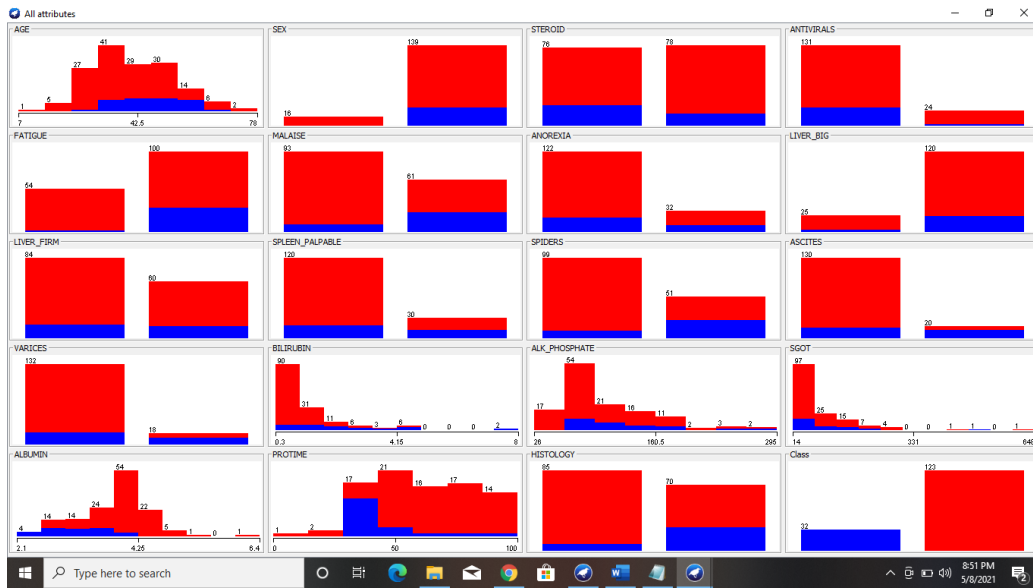 All attributes
AGE
1 5 27 41 29 30 14 6 2
7 42.5 78
SEX
16 139
STEROID
76 78
ANTIVIRALS
131 24
FATIGUE
54 100
MALAISE
93 61
ANOREXIA
122 32
LIVER_BIG
25 120
LIVER_FIRM
84 60
SPLEEN_PALPABLE
120 30
SPIDERS
99 51
ASCITES
130 20
VARICES
132 18
BILIRUBIN
90 31 11 6 3 6 0 0 0 2
0.3 4.15 8
ALK_PHOSPHATE
17 54 21 16 11 2 3 2
26 160.5 295
SGOT
97 25 15 7 4 0 0 1 1 0 1
14 331 648
ALBUMIN
4 14 14 24 54 22 5 1 0 1
2.1 4.25 6.4
PROTIME
1 2 17 21 16 17 14
0 50 100
HISTOLOGY
85 70
Class
32 123
Type here to search
8:51 PM
5/8/2021
2